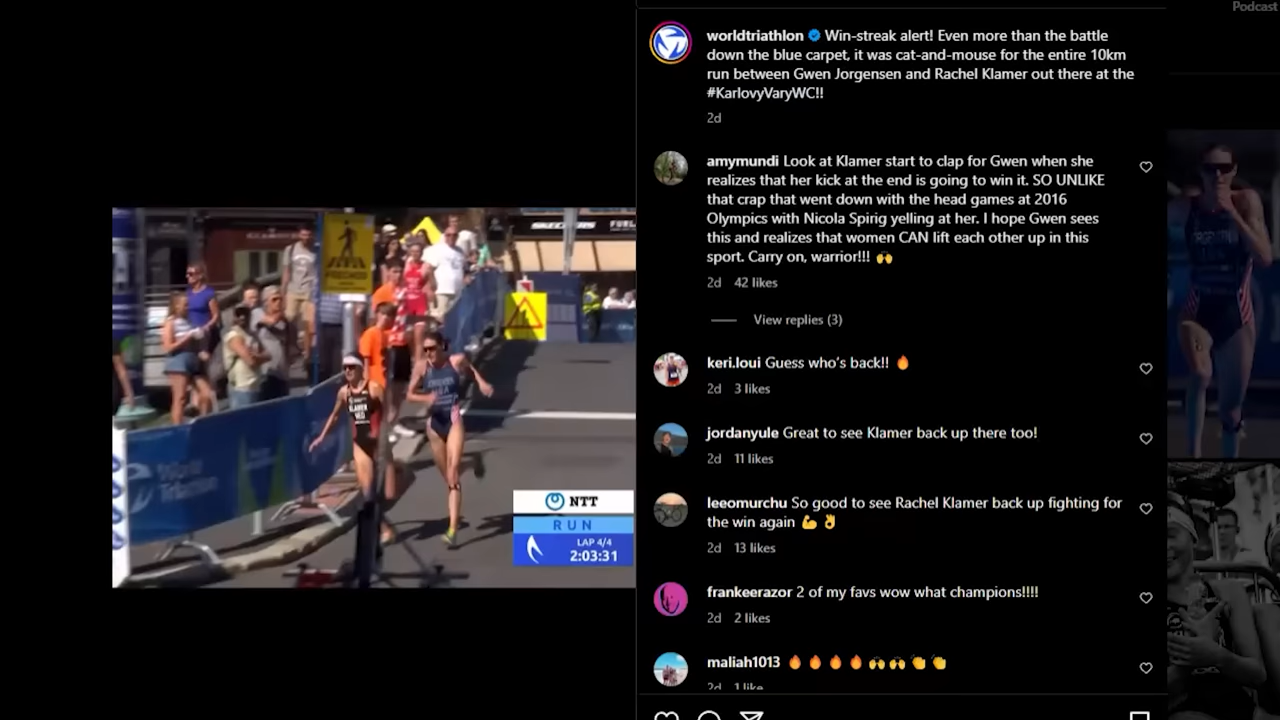 Podcast
worldtriathlon Win-streak alert! Even more than the battle
down the blue carpet, it was cat-and-mouse for the entire 10km
run between Gwen Jorgensen and Rachel Klamer out there at the
#KarlovyVaryWC!!
2d
amymundi Look at Klamer start to clap for Gwen when she
realizes that her kick at the end is going to win it. SO UNLIKE
that crap that went down with the head games at 2016
Olympics with Nicola Spirig yelling at her. I hope Gwen sees
this and realizes that women CAN lift each other up in this
sport. Carry on, warrior!!! 🙌
2d 42 likes
View replies (3)
keri.loui Guess who's back!! 🔥
2d 3 likes
jordanyule Great to see Klamer back up there too!
2d 11 likes
leeomurchu So good to see Rachel Klamer back up fighting for
the win again 💪 👌
2d 13 likes
frankeerazor 2 of my favs wow what champions!!!!
2d 2 likes
maliah1013 🔥 🔥 🔥 🔥 🙌 🙌 👏 👏
2d 1 like
SKECHERS
KLAMER
NED
World
Triathlon
NTT
RUN
LAP 4/4
2:03:31